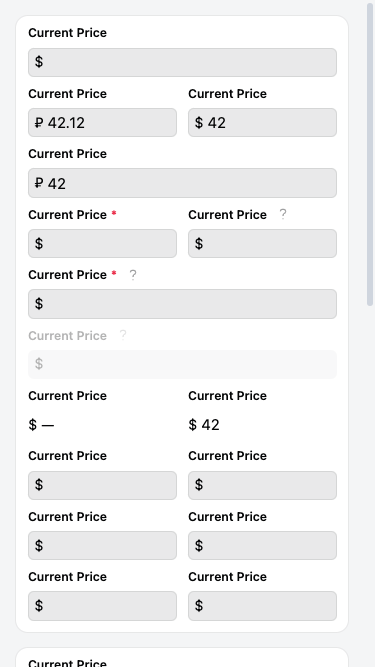 Current Price
$
Current Price Current Price
₽ 42.12 $ 42
Current Price
₽ 42
Current Price * Current Price ?
$ $
Current Price * ?
$
Current Price ?
$
Current Price Current Price
$ — $ 42
Current Price Current Price
$ $
Current Price Current Price
$ $
Current Price Current Price
$ $
Current Price